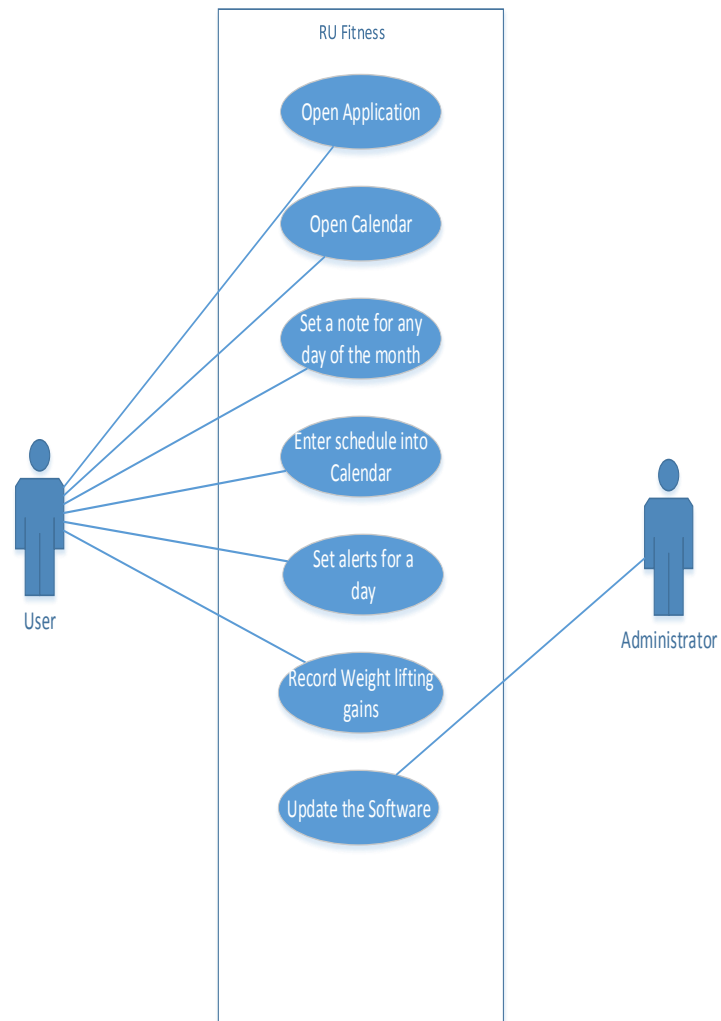 RU Fitness
Open Application
Open Calendar
Set a note for any
day of the month
Enter schedule into
Calendar
Set alerts for a
day
Record Weight lifting
gains
Update the Software
User
Administrator